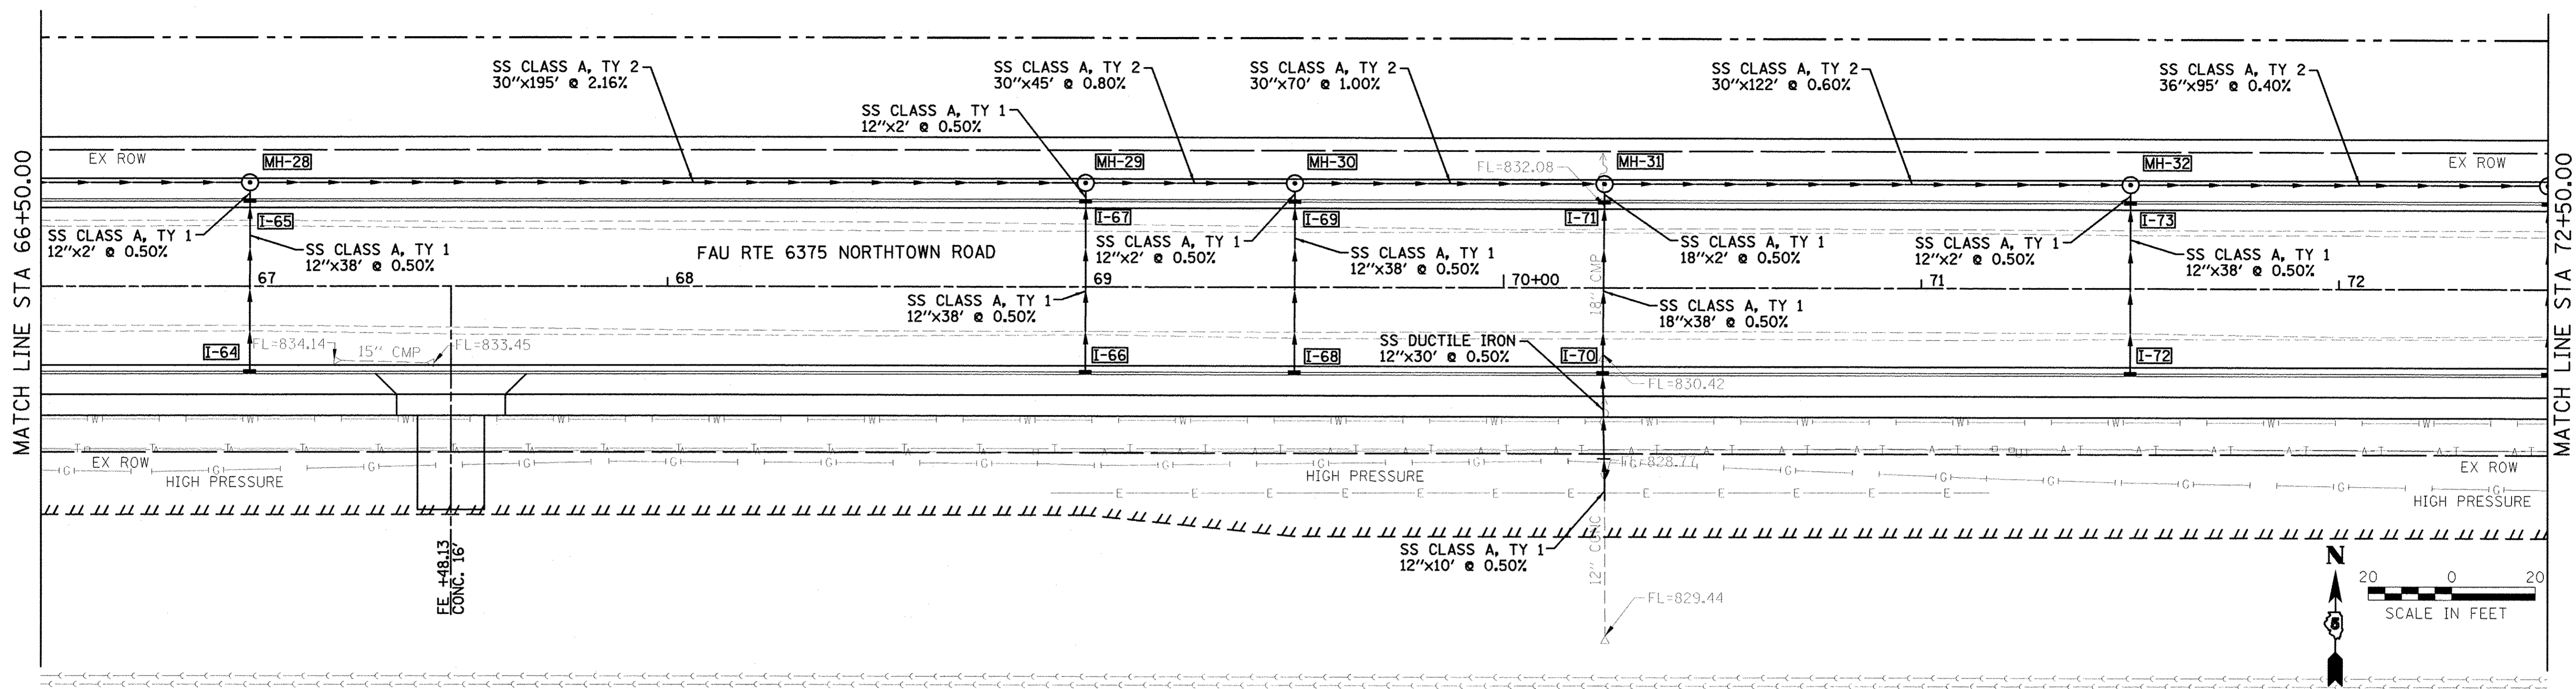 SS CLASS A, TY 2
30"x195' @ 2.16%
SS CLASS A, TY 2
30"x45' @ 0.80%
SS CLASS A, TY 2
30"x70' @ 1.00%
SS CLASS A, TY 2
30"x122' @ 0.60%
SS CLASS A, TY 2
36"x95' @ 0.40%
SS CLASS A, TY 1
12"x2' @ 0.50%
MATCH LINE STA 66+50.00
EX ROW
MH-28
MH-29
MH-30
FL=832.08
MH-31
MH-32
EX ROW
MATCH LINE STA 72+50.00
I-65
I-67
I-69
I-71
I-73
SS CLASS A, TY 1
12"x2' @ 0.50%
SS CLASS A, TY 1
12"x38' @ 0.50%
FAU RTE 6375 NORTHTOWN ROAD
SS CLASS A, TY 1
12"x2' @ 0.50%
SS CLASS A, TY 1
12"x38' @ 0.50%
SS CLASS A, TY 1
18"x2' @ 0.50%
SS CLASS A, TY 1
12"x2' @ 0.50%
SS CLASS A, TY 1
12"x38' @ 0.50%
67
68
69
70+00
71
72
18" CMP
SS CLASS A, TY 1
12"x38' @ 0.50%
SS CLASS A, TY 1
18"x38' @ 0.50%
I-64
FL=834.14
15" CMP
FL=833.45
I-66
I-68
SS DUCTILE IRON
12"x30' @ 0.50%
I-70
I-72
FL=830.42
W W W W W W W W W W W W W W W W
EX ROW
HIGH PRESSURE
HIGH PRESSURE
FL=828.77
EX ROW
HIGH PRESSURE
G G G G G G G G G G G G G G
E E E E E E E E E E E E
FE +48.13
CONC. 16'
SS CLASS A, TY 1
12"x10' @ 0.50%
12" CONC
FL=829.44
N
5
20 0 20
SCALE IN FEET